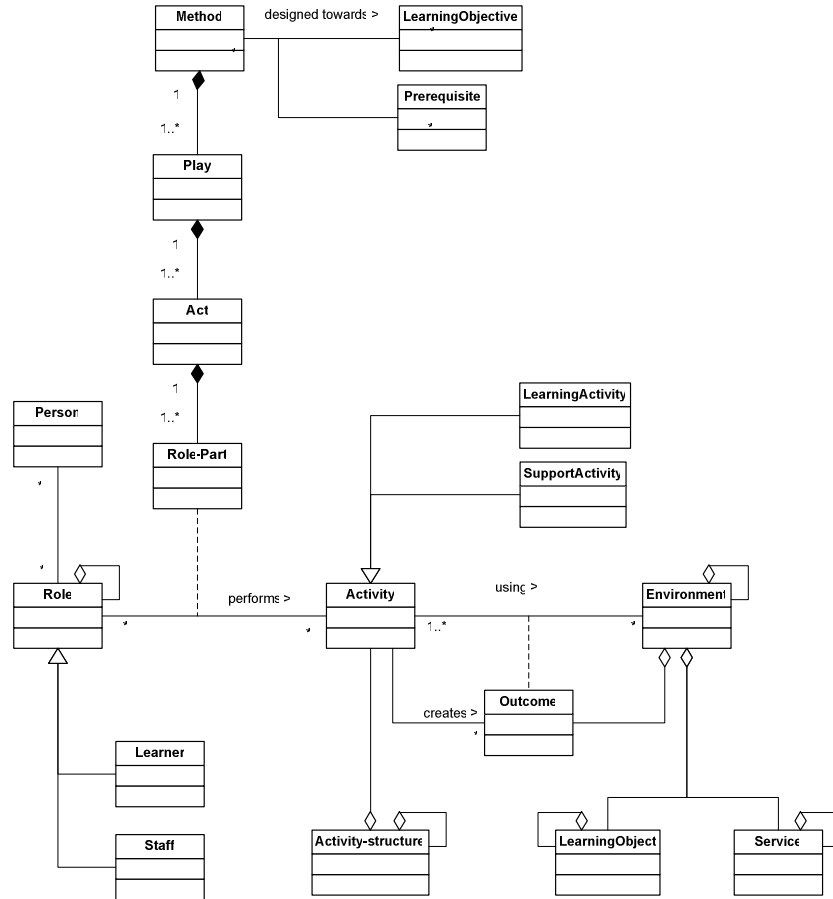 Method
designed towards >
LearningObjective
*
*
1
Prerequisite
*
1..*
Play
1
1..*
Act
1
1..*
LearningActivity
Person
Role-Part
SupportActivity
*
*
Role
performs >
Activity
using >
Environment
*
*
1..*
*
creates >
Outcome
*
Learner
Staff
Activity-structure
LearningObject
Service